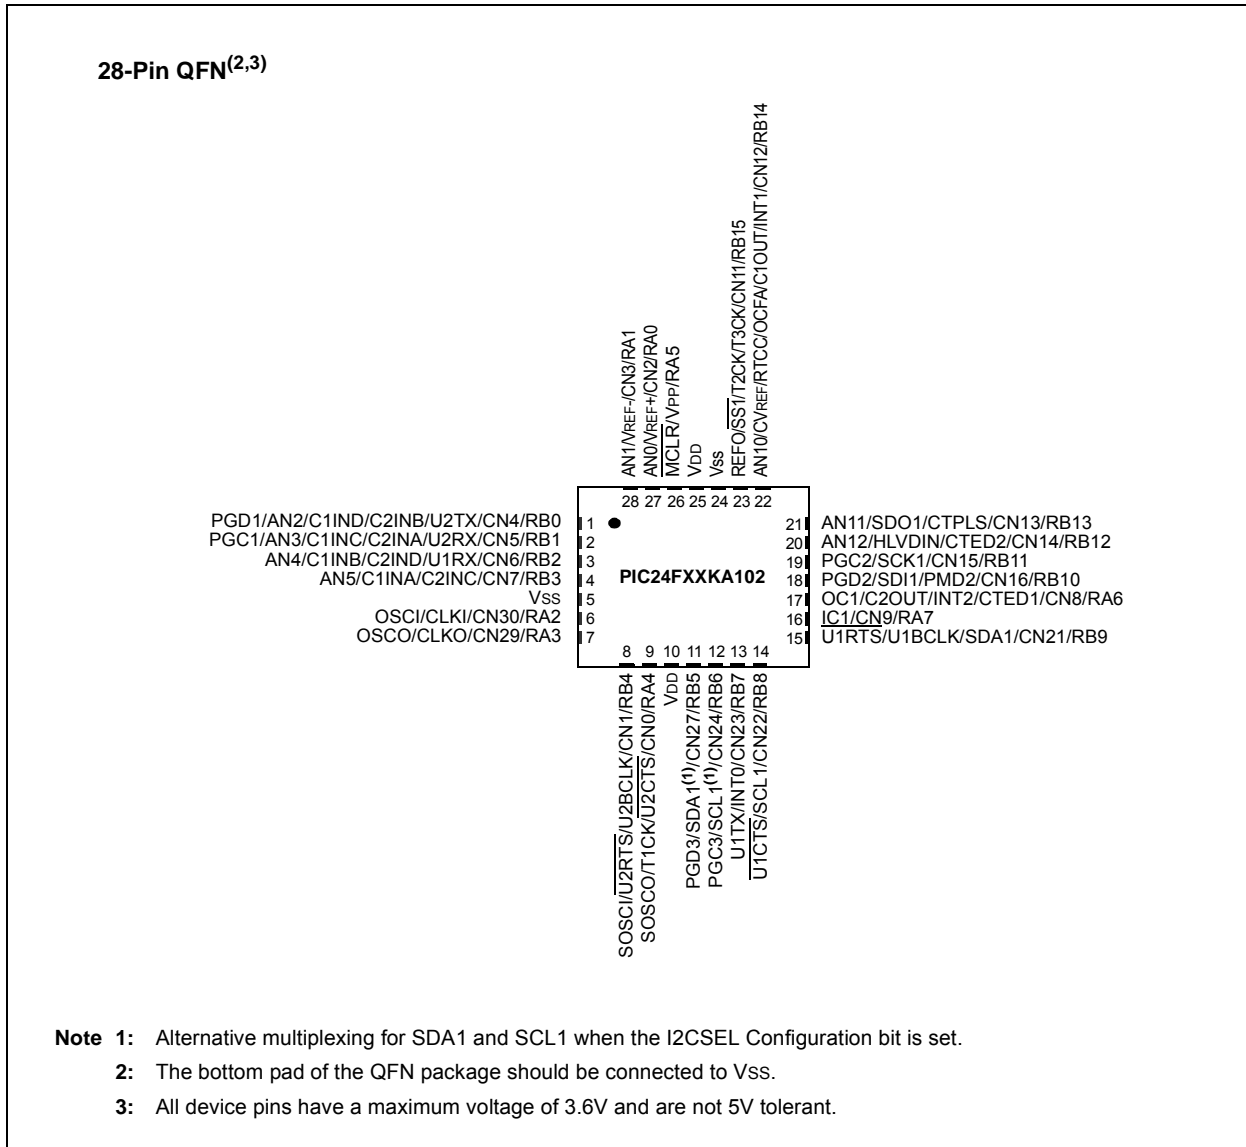 28-Pin QFN(2,3)
AN1/VREF-/CN3/RA1
AN0/VREF+/CN2/RA0
MCLR/VPP/RA5
VDD
Vss
REFO/SS1/T2CK/T3CK/CN11/RB15
AN10/CVREF/RTCC/OCFA/C1OUT/INT1/CN12/RB14
28 27 26 25 24 23 22
PGD1/AN2/C1IND/C2INB/U2TX/CN4/RB0 1
PGC1/AN3/C1INC/C2INA/U2RX/CN5/RB1 2
AN4/C1INB/C2IND/U1RX/CN6/RB2 3
AN5/C1INA/C2INC/CN7/RB3 4
VSS 5
OSCI/CLKI/CN30/RA2 6
OSCO/CLKO/CN29/RA3 7
PIC24FXXKA102
21 AN11/SDO1/CTPLS/CN13/RB13
20 AN12/HLVDIN/CTED2/CN14/RB12
19 PGC2/SCK1/CN15/RB11
18 PGD2/SDI1/PMD2/CN16/RB10
17 OC1/C2OUT/INT2/CTED1/CN8/RA6
16 IC1/CN9/RA7
15 U1RTS/U1BCLK/SDA1/CN21/RB9
8 9 10 11 12 13 14
SOSCI/U2RTS/U2BCLK/CN1/RB4
SOSCO/T1CK/U2CTS/CN0/RA4
VDD
PGD3/SDA1(1)/CN27/RB5
PGC3/SCL1(1)/CN24/RB6
U1TX/INT0/CN23/RB7
U1CTS/SCL1/CN22/RB8
Note 1: Alternative multiplexing for SDA1 and SCL1 when the I2CSEL Configuration bit is set.
2: The bottom pad of the QFN package should be connected to VSS.
3: All device pins have a maximum voltage of 3.6V and are not 5V tolerant.